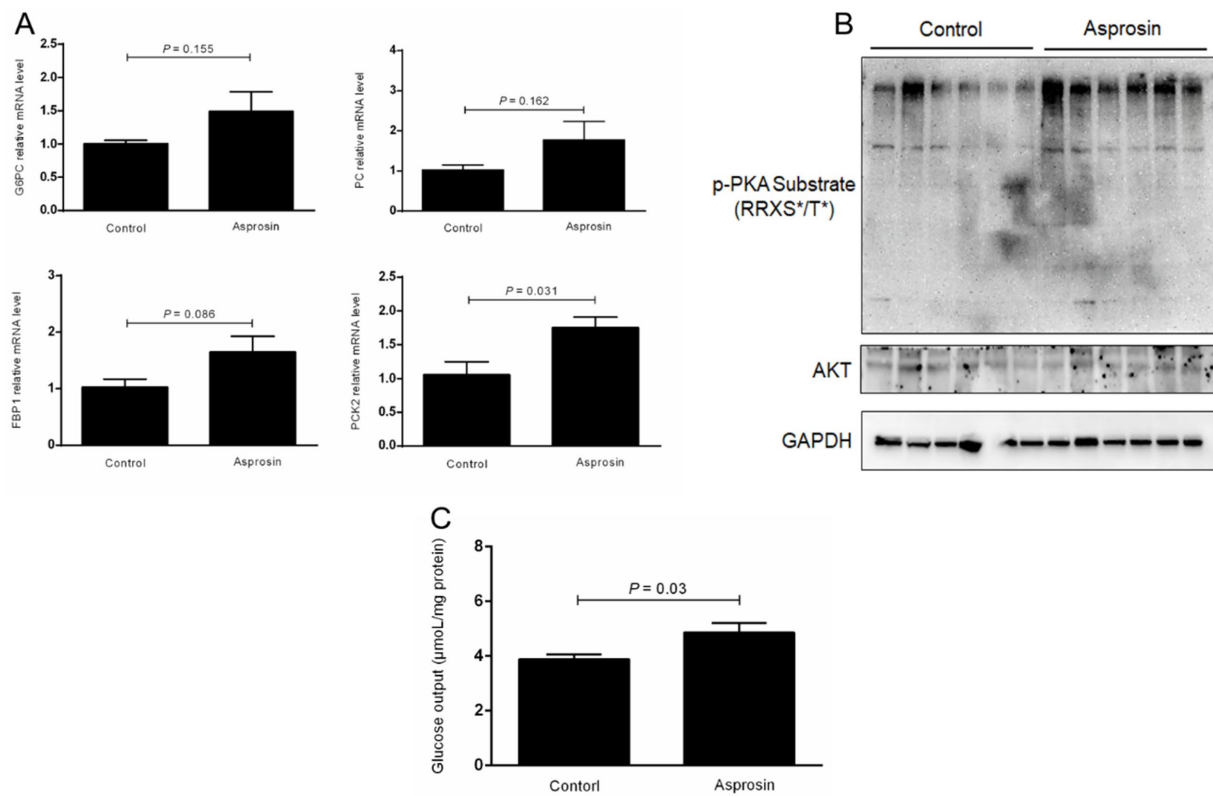 A
G6PC relative mRNA level
2.5
2.0
1.5
1.0
0.5
0.0
P = 0.155
Control
Asprosin
PC relative mRNA level
4
3
2
1
0
P = 0.162
Control
Asprosin
FBP1 relative mRNA level
3
2
1
0
P = 0.086
Control
Asprosin
PCK2 relative mRNA level
2.5
2.0
1.5
1.0
0.5
0.0
P = 0.031
Control
Asprosin
B
Control
Asprosin
p-PKA Substrate
(RRXS*/T*)
AKT
GAPDH
C
Glucose output (µmoL/mg protein)
8
6
4
2
0
P = 0.03
Contorl
Asprosin